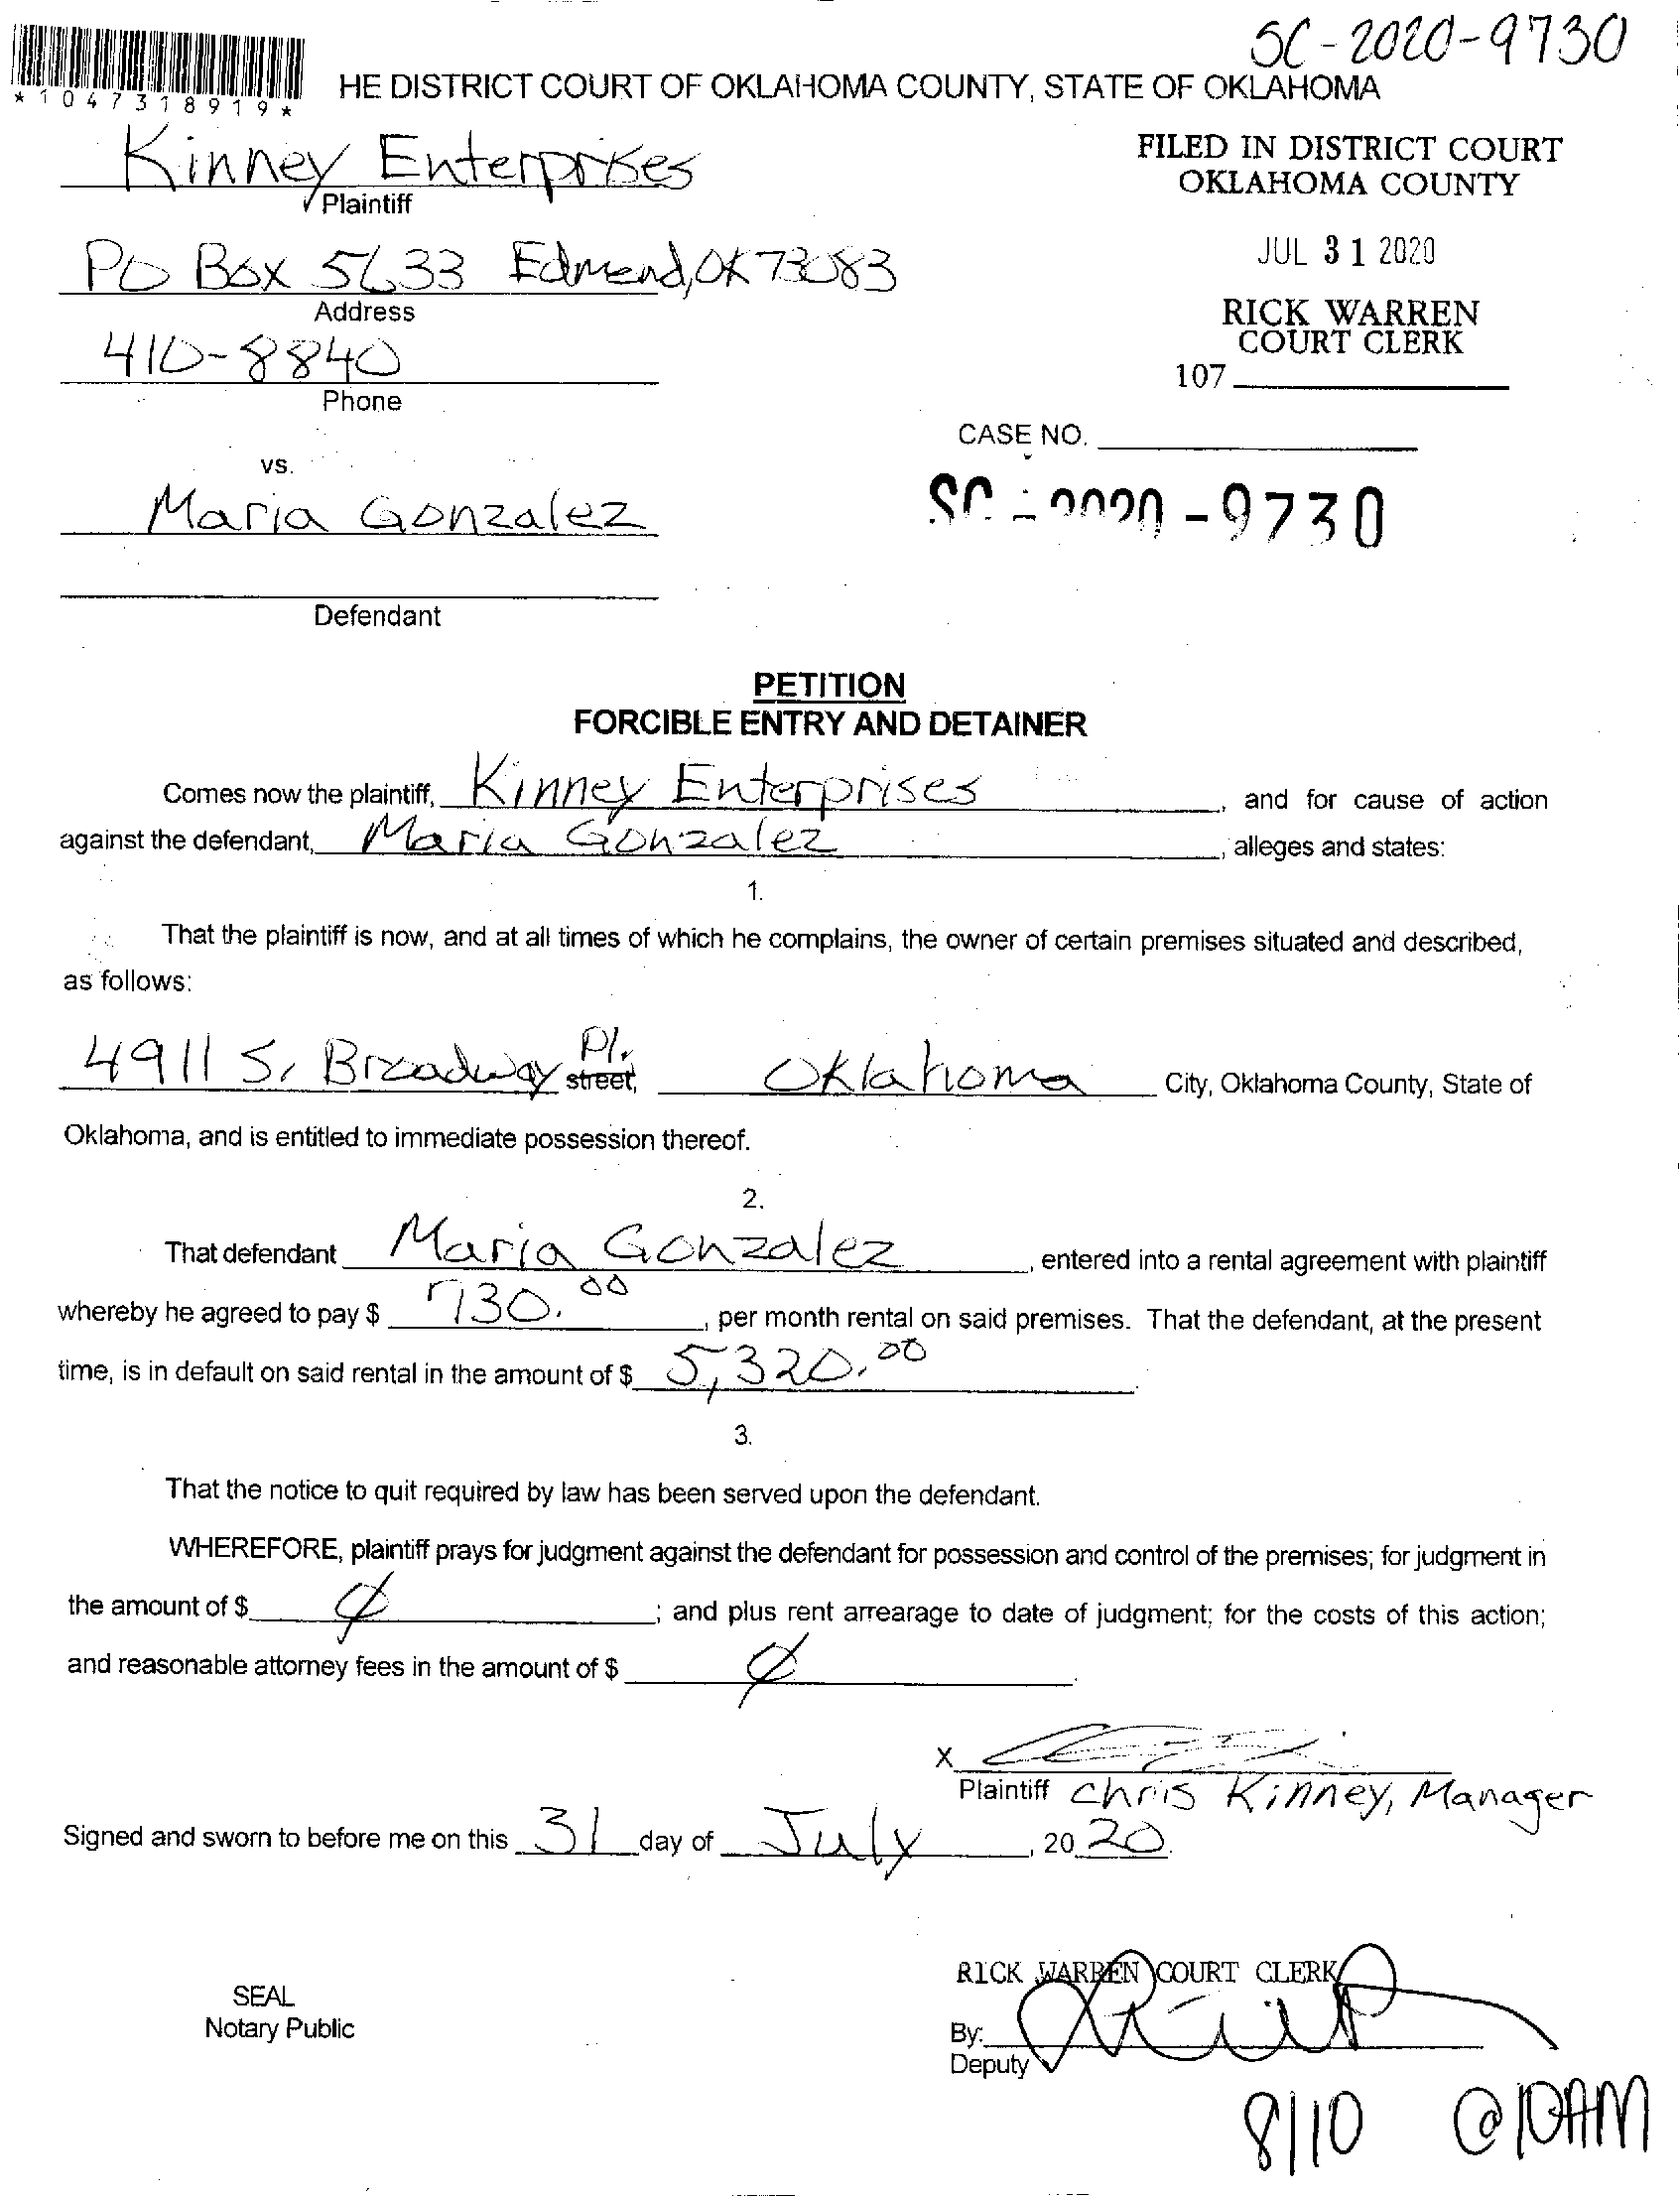 SC-2020-9730
*1047318919*
HE DISTRICT COURT OF OKLAHOMA COUNTY, STATE OF OKLAHOMA
Kinney Enterprises
Plaintiff
FILED IN DISTRICT COURT
OKLAHOMA COUNTY
PO Box 5633 Edmond, OK 73083
Address
JUL 31 2020
410-8840
Phone
RICK WARREN
COURT CLERK
107
CASE NO.
vs.
Maria Gonzalez
SC - 2020 - 9730
Defendant
PETITION
FORCIBLE ENTRY AND DETAINER
Comes now the plaintiff, Kinney Enterprises, and for cause of action
against the defendant, Maria Gonzalez, alleges and states:
1.
That the plaintiff is now, and at all times of which he complains, the owner of certain premises situated and described,
as follows:
4911 S. Broadway Pl. street, Oklahoma City, Oklahoma County, State of
Oklahoma, and is entitled to immediate possession thereof.
2.
That defendant Maria Gonzalez, entered into a rental agreement with plaintiff
whereby he agreed to pay $ 730.00, per month rental on said premises. That the defendant, at the present
time, is in default on said rental in the amount of $ 5,320.00.
3.
That the notice to quit required by law has been served upon the defendant.
WHEREFORE, plaintiff prays for judgment against the defendant for possession and control of the premises; for judgment in
the amount of $ 0; and plus rent arrearage to date of judgment; for the costs of this action;
and reasonable attorney fees in the amount of $ 0.
X
Plaintiff Chris Kinney, Manager
Signed and sworn to before me on this 31 day of July, 2020.
RICK WARREN COURT CLERK
SEAL
Notary Public
By:
Deputy
8/10 @10AM